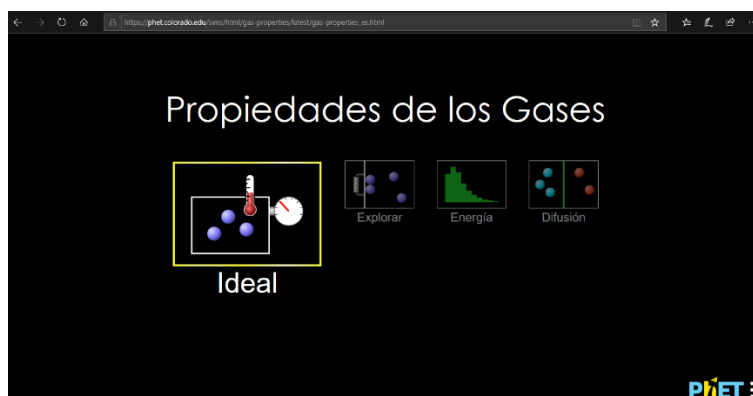 https://phet.colorado.edu/sims/html/gas-properties/latest/gas-properties_es.html
Propiedades de los Gases
Ideal
Explorar
Energía
Difusión
PhET